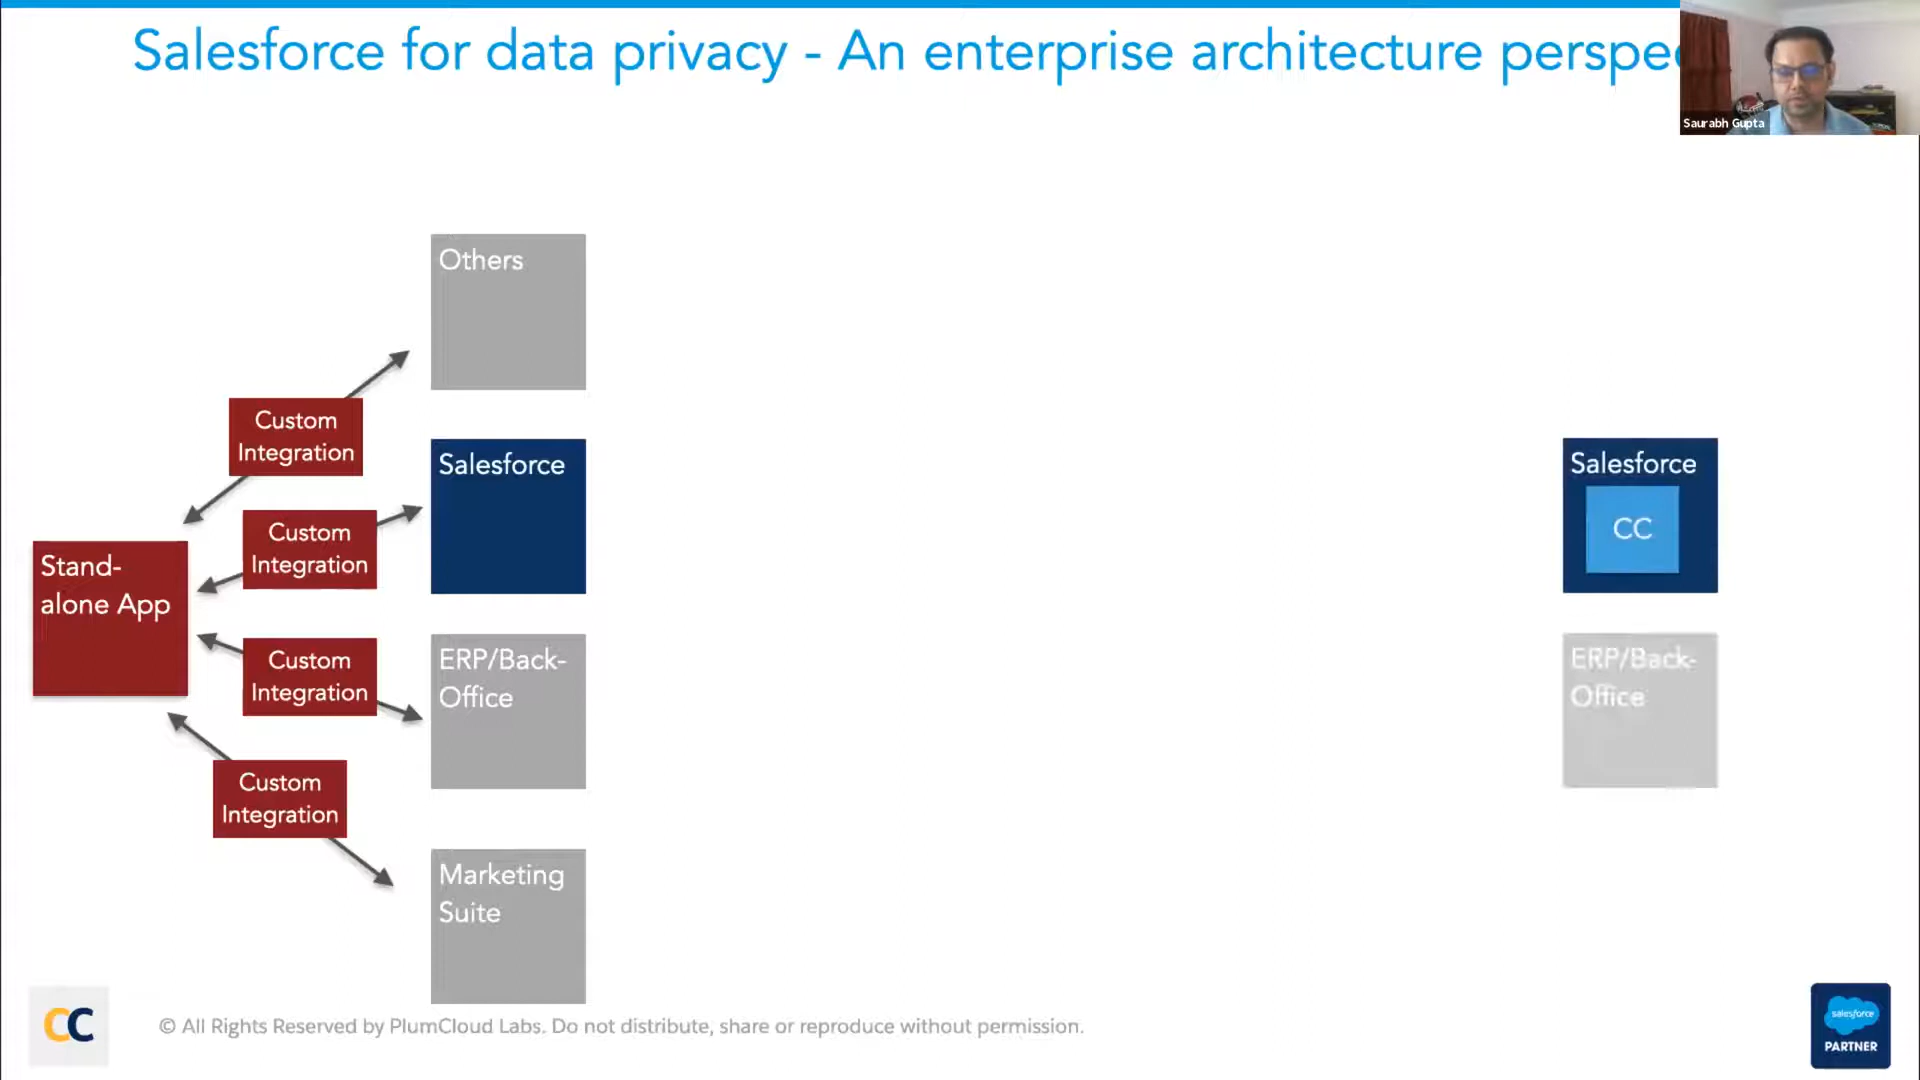 Salesforce for data privacy - An enterprise architecture perspe
Saurabh Gupta
Others
Custom
Integration
Salesforce
Custom
Integration
Stand-
alone App
Custom
Integration
ERP/Back-
Office
Custom
Integration
Marketing
Suite
Salesforce
CC
ERP/Back-
Office
CC
© All Rights Reserved by PlumCloud Labs. Do not distribute, share or reproduce without permission.
salesforce
PARTNER